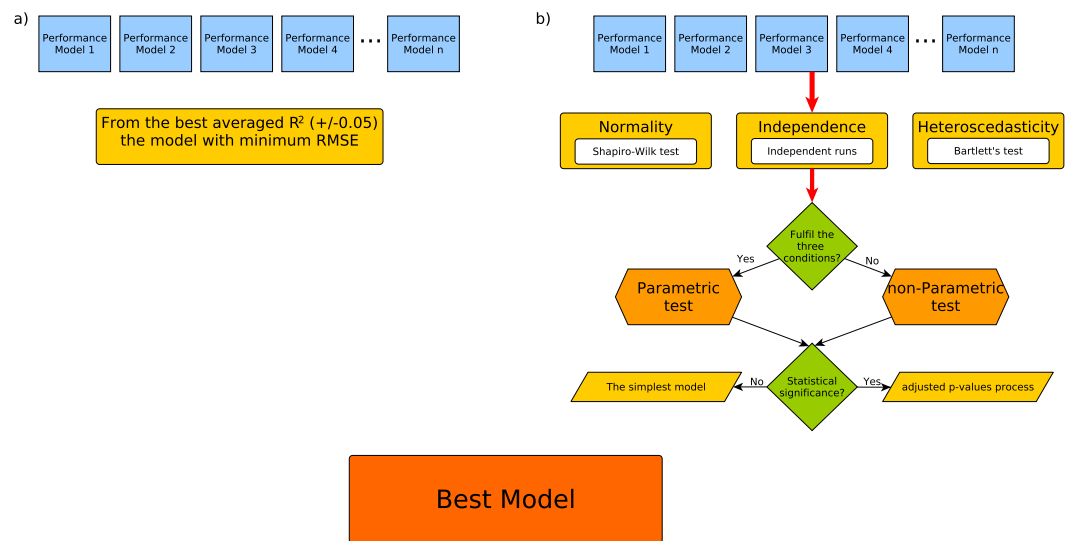 a)
Performance
Model 1
Performance
Model 2
Performance
Model 3
Performance
Model 4
...
Performance
Model n
From the best averaged R² (+/-0.05)
the model with minimum RMSE
b)
Performance
Model 1
Performance
Model 2
Performance
Model 3
Performance
Model 4
...
Performance
Model n
Normality
Shapiro-Wilk test
Independence
Independent runs
Heteroscedasticity
Bartlett's test
Fulfil the
three
conditions?
Yes
No
Parametric
test
non-Parametric
test
Statistical
significance?
No
Yes
The simplest model
adjusted p-values process
Best Model